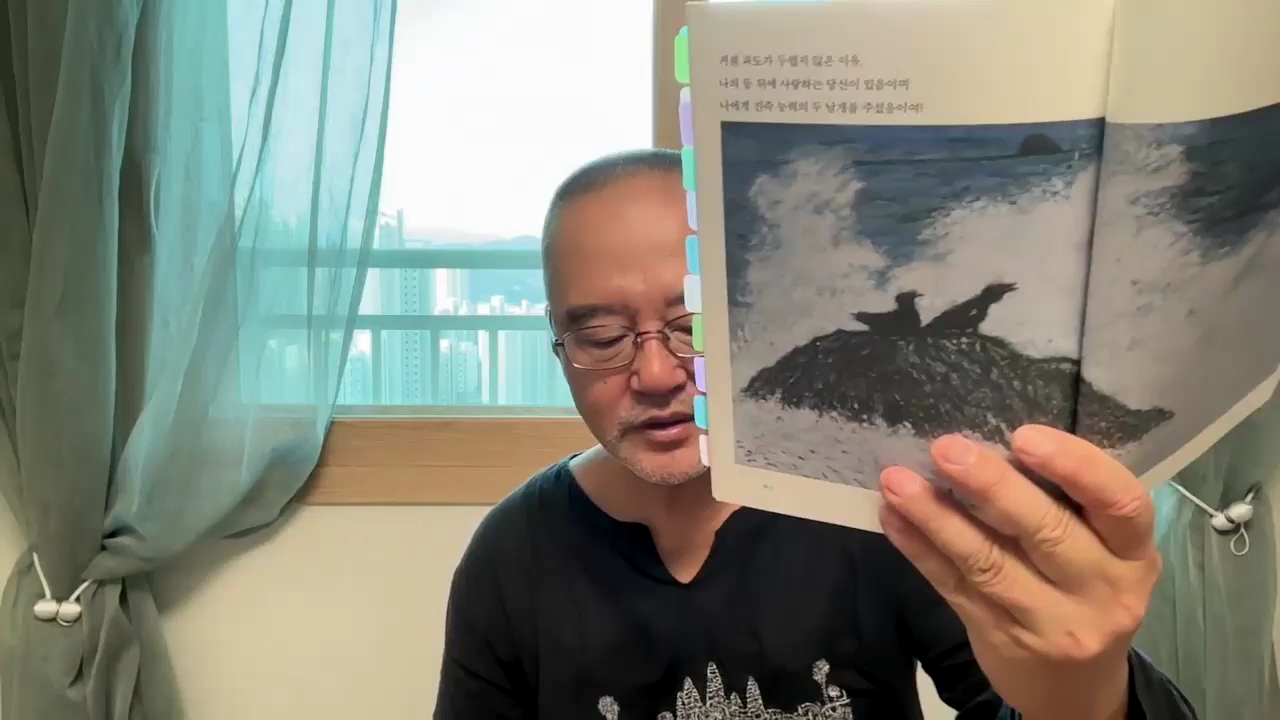 거센 파도가 두렵지 않은 이유.
나의 등 뒤에 사랑하는 당신이 있음이며
나에게 진즉 능력의 두 날개를 주셨음이여!